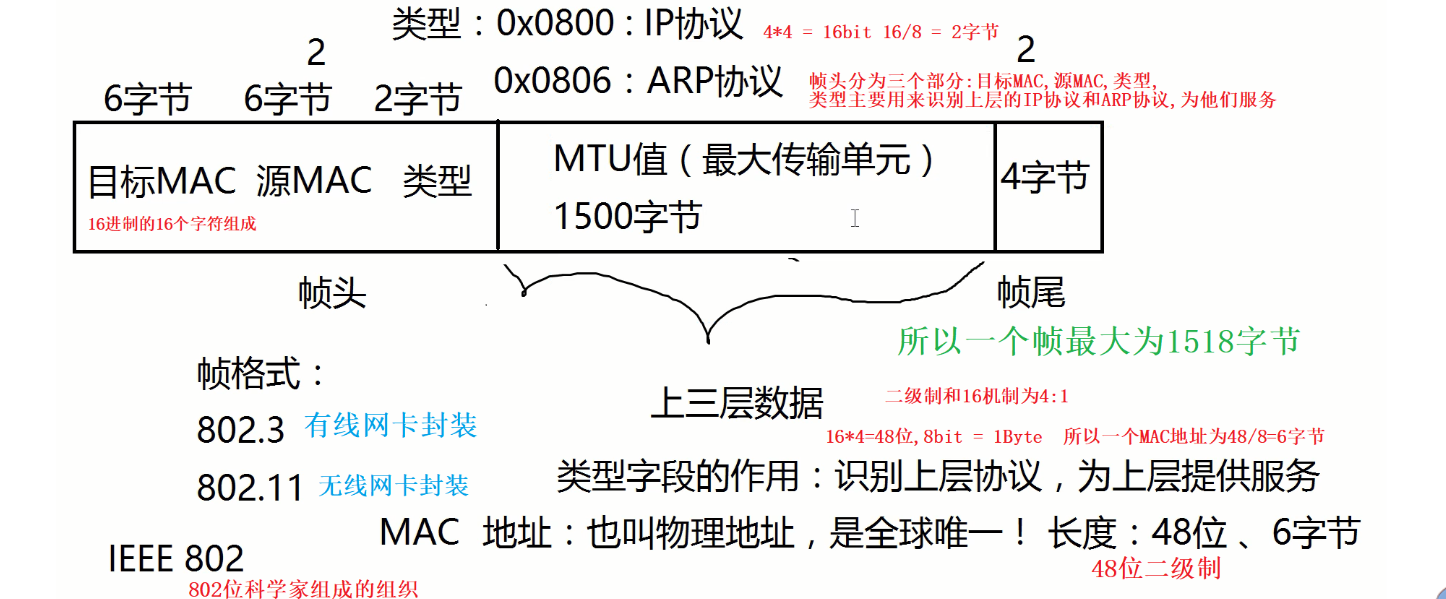 类型：0x0800：IP协议 4*4 = 16bit 16/8 = 2字节
2
2
0x0806：ARP协议 帧头分为三个部分:目标MAC,源MAC,类型,
类型主要用来识别上层的IP协议和ARP协议,为他们服务
6字节 6字节 2字节
目标MAC 源MAC 类型
16进制的16个字符组成
MTU值（最大传输单元）
1500字节
4字节
帧头
帧尾
所以一个帧最大为1518字节
帧格式：
802.3 有线网卡封装
802.11 无线网卡封装
上三层数据
二级制和16机制为4:1
16*4=48位,8bit = 1Byte 所以一个MAC地址为48/8=6字节
类型字段的作用：识别上层协议，为上层提供服务
MAC 地址：也叫物理地址，是全球唯一！ 长度：48位 、6字节
48位二级制
IEEE 802
802位科学家组成的组织